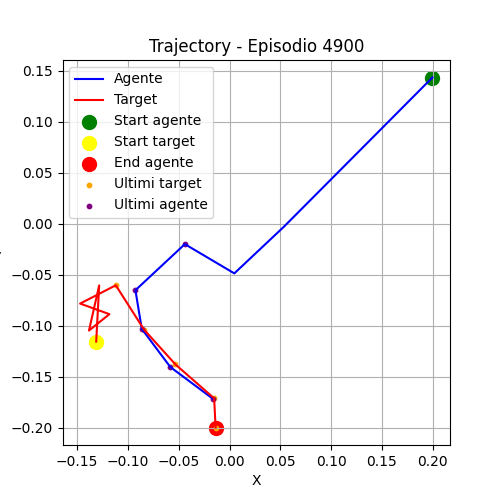 Trajectory - Episodio 4900
Agente
Target
Start agente
Start target
End agente
Ultimi target
Ultimi agente
0.15
0.10
0.05
0.00
−0.05
−0.10
−0.15
−0.20
−0.15 −0.10 −0.05 0.00 0.05 0.10 0.15 0.20
X